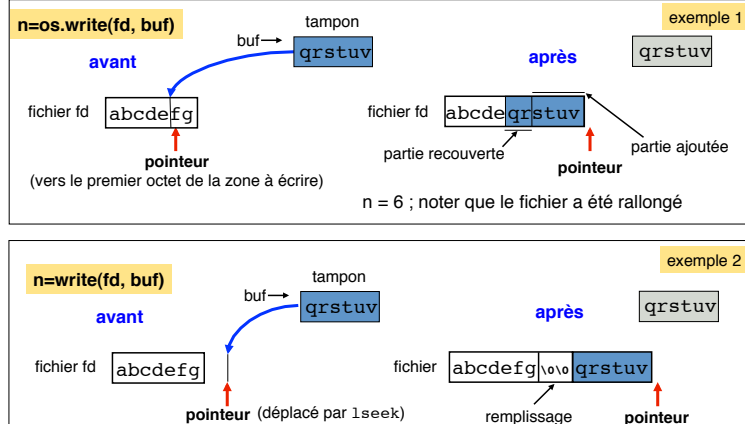 n=os.write(fd, buf)
tampon
exemple 1
buf
qrstuv
qrstuv
avant
après
fichier fd
abcdefg
fichier fd
abcdeqrstuv
pointeur
(vers le premier octet de la zone à écrire)
partie recouverte
partie ajoutée
pointeur
n = 6 ; noter que le fichier a été rallongé
n=write(fd, buf)
tampon
exemple 2
buf
qrstuv
qrstuv
avant
après
fichier fd
abcdefg
fichier
abcdefg\0\0qrstuv
pointeur (déplacé par lseek)
remplissage
pointeur